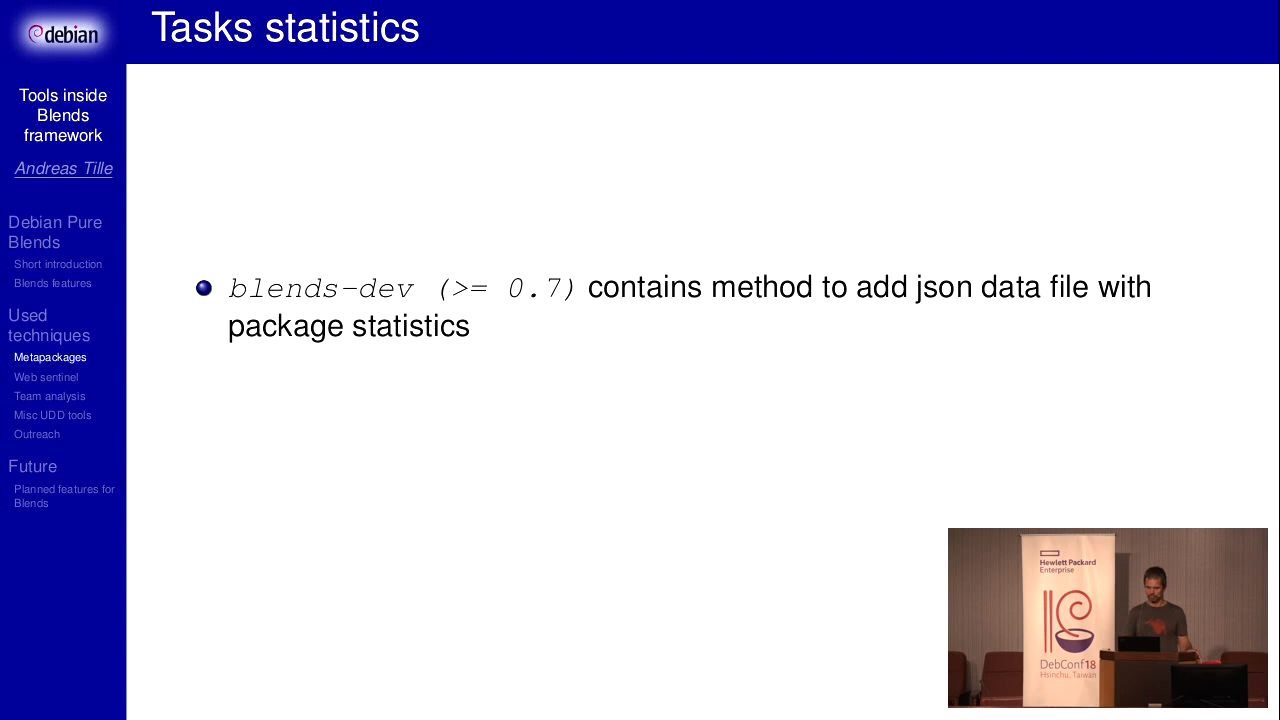 debian
Tasks statistics
Tools inside
Blends
framework
Andreas Tille
Debian Pure
Blends
Short introduction
Blends features
Used
techniques
Metapackages
Web sentinel
Team analysis
Misc UDD tools
Outreach
Future
Planned features for
Blends
blends-dev (>= 0.7) contains method to add json data file with
package statistics
Hewlett Packard
Enterprise
DebConf18
Hsinchu, Taiwan